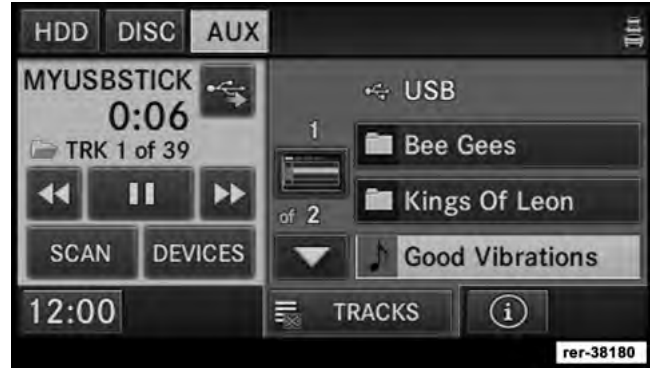 HDD DISC AUX
MYUSBSTICK
0:06
TRK 1 of 39
SCAN DEVICES
12:00
USB
1
of 2
Bee Gees
Kings Of Leon
Good Vibrations
TRACKS
i
rer-38180